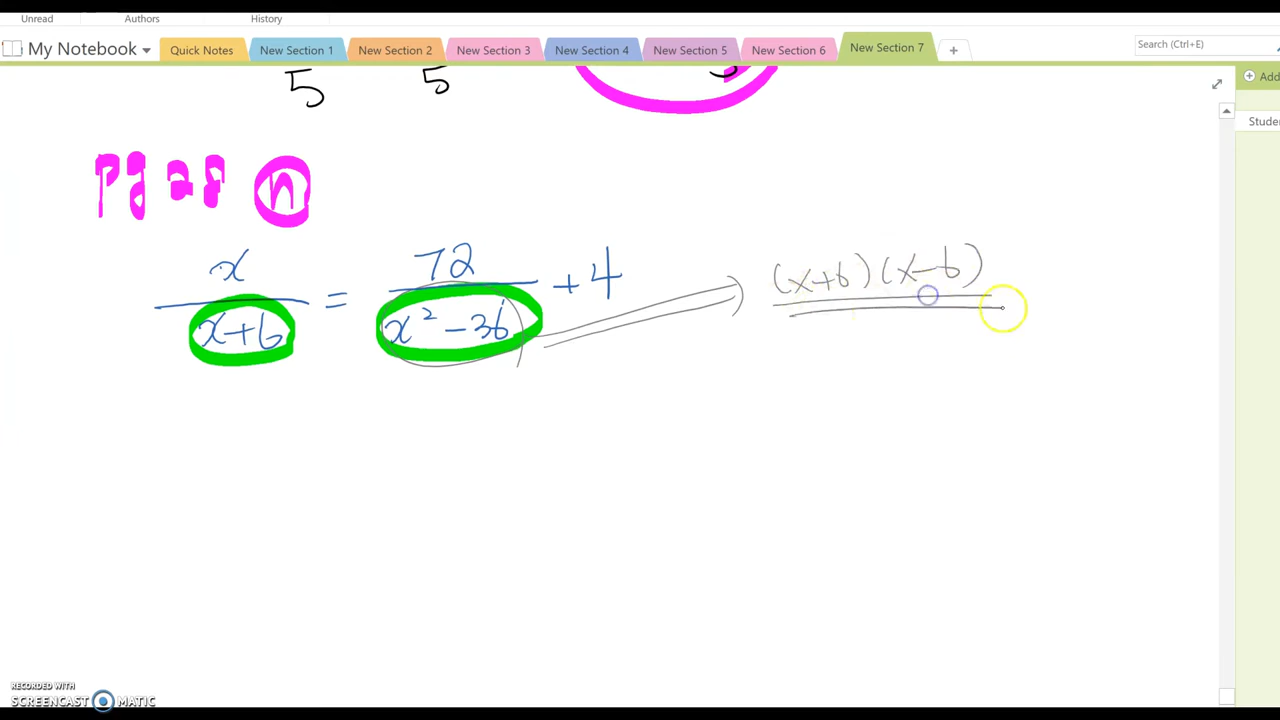 Unread Authors History
My Notebook Quick Notes New Section 1 New Section 2 New Section 3 New Section 4 New Section 5 New Section 6 New Section 7 + Search (Ctrl+E)
Add
5 5
Stude
n
x/(x+6) = 72/(x² - 36) + 4 (x+6)(x-6)
RECORDED WITH
SCREENCAST MATIC